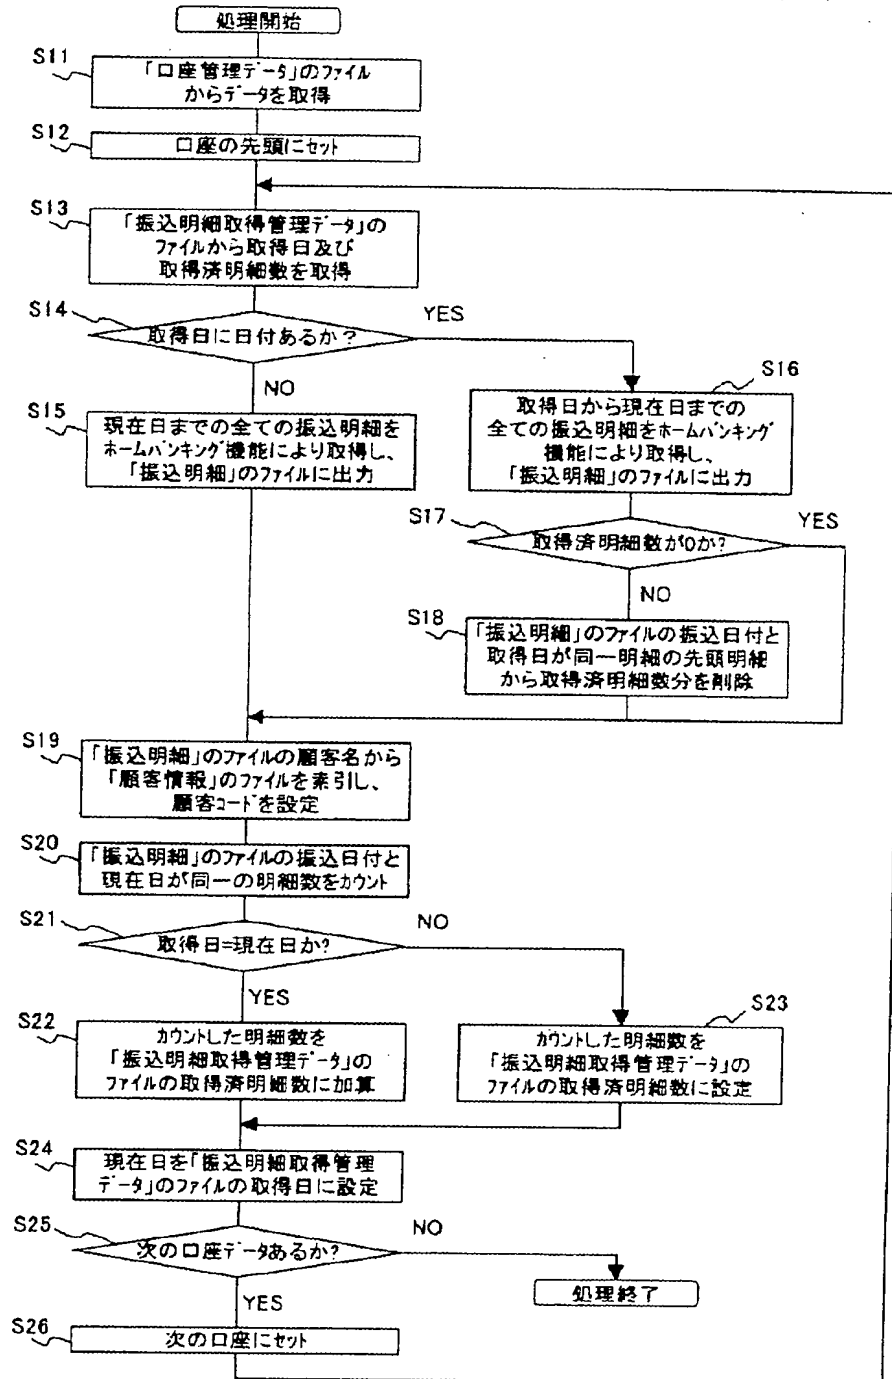 処理開始
S11
「口座管理データ」のファイル
からデータを取得
S12
口座の先頭にセット
S13
「振込明細取得管理データ」の
ファイルから取得日及び
取得済明細数を取得
S14
取得日に日付あるか？
YES
NO
S15
現在日までの全ての振込明細を
ホームバンキング機能により取得し、
「振込明細」のファイルに出力
S16
取得日から現在日までの
全ての振込明細をホームバンキング
機能により取得し、
「振込明細」のファイルに出力
S17
取得済明細数が0か?
YES
NO
S18
「振込明細」のファイルの振込日付と
取得日が同一明細の先頭明細
から取得済明細数分を削除
S19
「振込明細」のファイルの顧客名から
「顧客情報」のファイルを索引し、
顧客コードを設定
S20
「振込明細」のファイルの振込日付と
現在日が同一の明細数をカウント
S21
取得日=現在日か?
NO
YES
S22
カウントした明細数を
「振込明細取得管理データ」の
ファイルの取得済明細数に加算
S23
カウントした明細数を
「振込明細取得管理データ」の
ファイルの取得済明細数に設定
S24
現在日を「振込明細取得管理
データ」のファイルの取得日に設定
S25
次の口座データあるか?
NO
YES
処理終了
S26
次の口座にセット